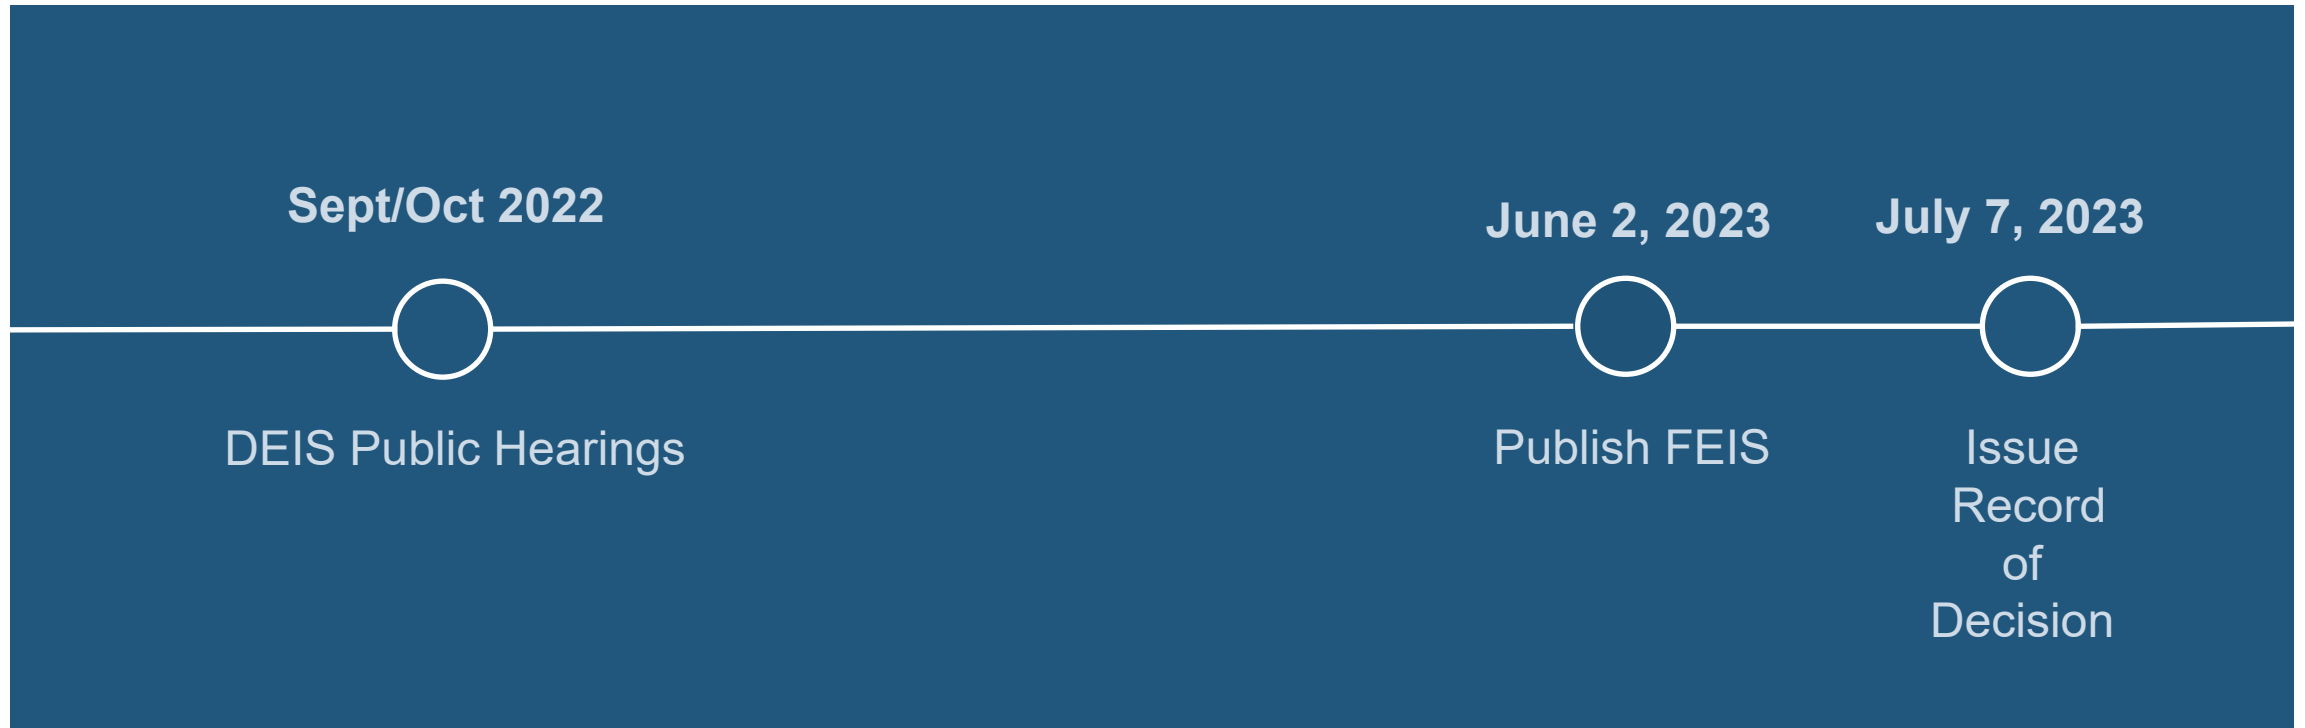 Sept/Oct 2022
June 2, 2023
July 7, 2023
DEIS Public Hearings
Publish FEIS
Issue
Record
of
Decision